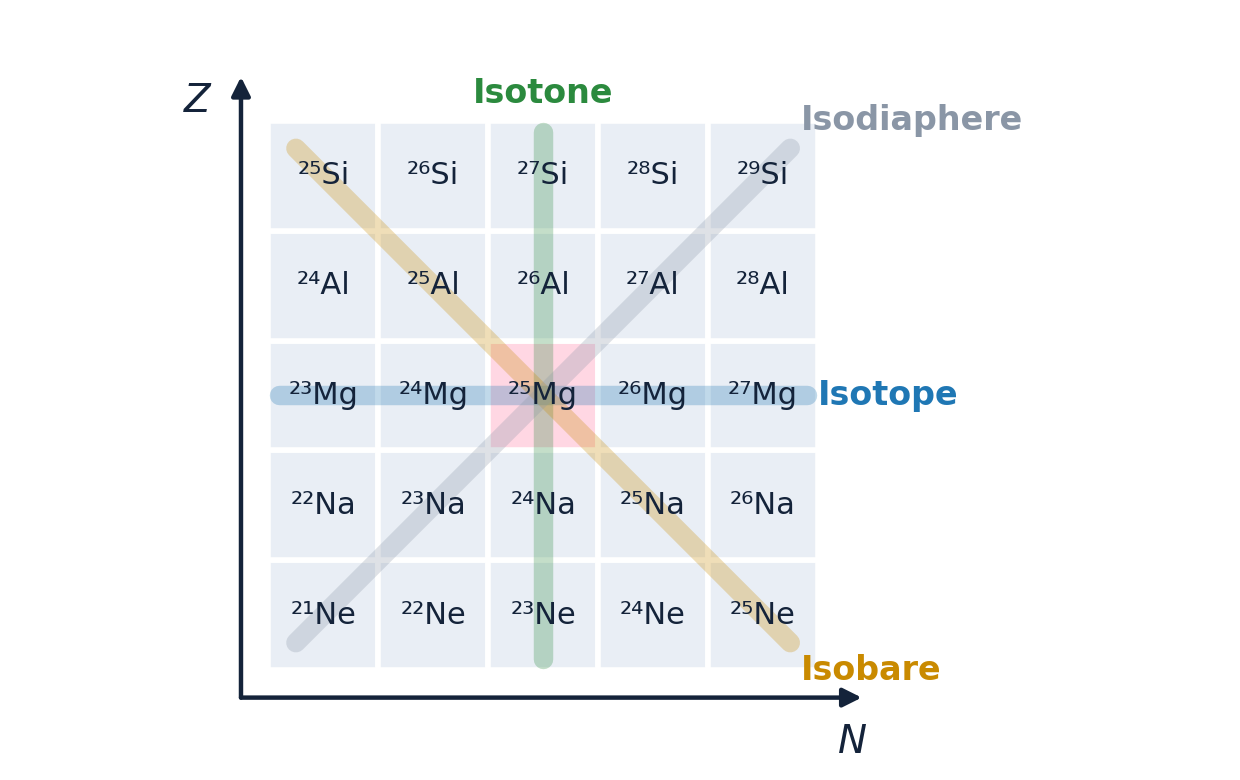 Isotone
Z
Isodiaphere
²⁵Si ²⁶Si ²⁷Si ²⁸Si ²⁹Si
²⁴Al ²⁵Al ²⁶Al ²⁷Al ²⁸Al
²³Mg ²⁴Mg ²⁵Mg ²⁶Mg ²⁷Mg Isotope
²²Na ²³Na ²⁴Na ²⁵Na ²⁶Na
²¹Ne ²²Ne ²³Ne ²⁴Ne ²⁵Ne
Isobare
N